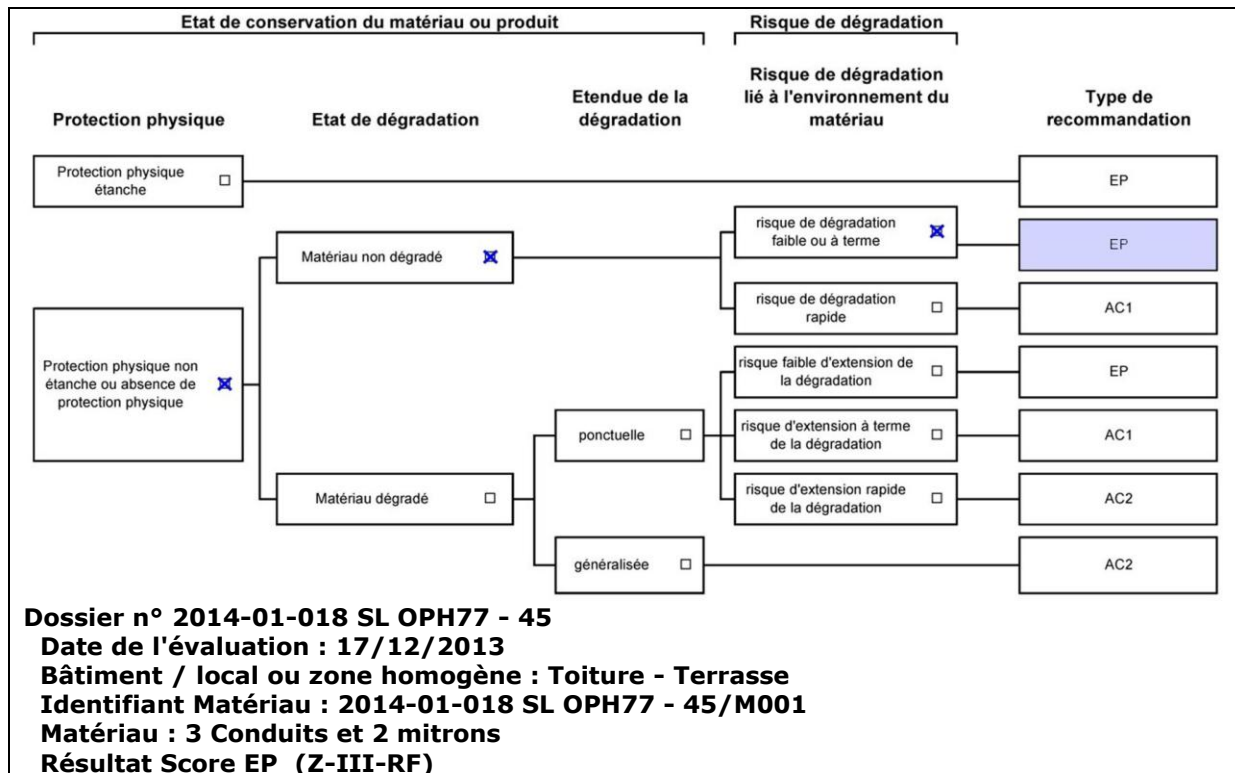 Etat de conservation du matériau ou produit
Risque de dégradation
Protection physique
Etat de dégradation
Etendue de la
dégradation
Risque de dégradation
lié à l'environnement du
matériau
Type de
recommandation
Protection physique
étanche
EP
risque de dégradation
faible ou à terme
EP
Matériau non dégradé
risque de dégradation
rapide
AC1
Protection physique non
étanche ou absence de
protection physique
risque faible d'extension de
la dégradation
EP
ponctuelle
risque d'extension à terme
de la dégradation
AC1
Matériau dégradé
risque d'extension rapide
de la dégradation
AC2
généralisée
AC2
Dossier n° 2014-01-018 SL OPH77 - 45
Date de l'évaluation : 17/12/2013
Bâtiment / local ou zone homogène : Toiture - Terrasse
Identifiant Matériau : 2014-01-018 SL OPH77 - 45/M001
Matériau : 3 Conduits et 2 mitrons
Résultat Score EP (Z-III-RF)